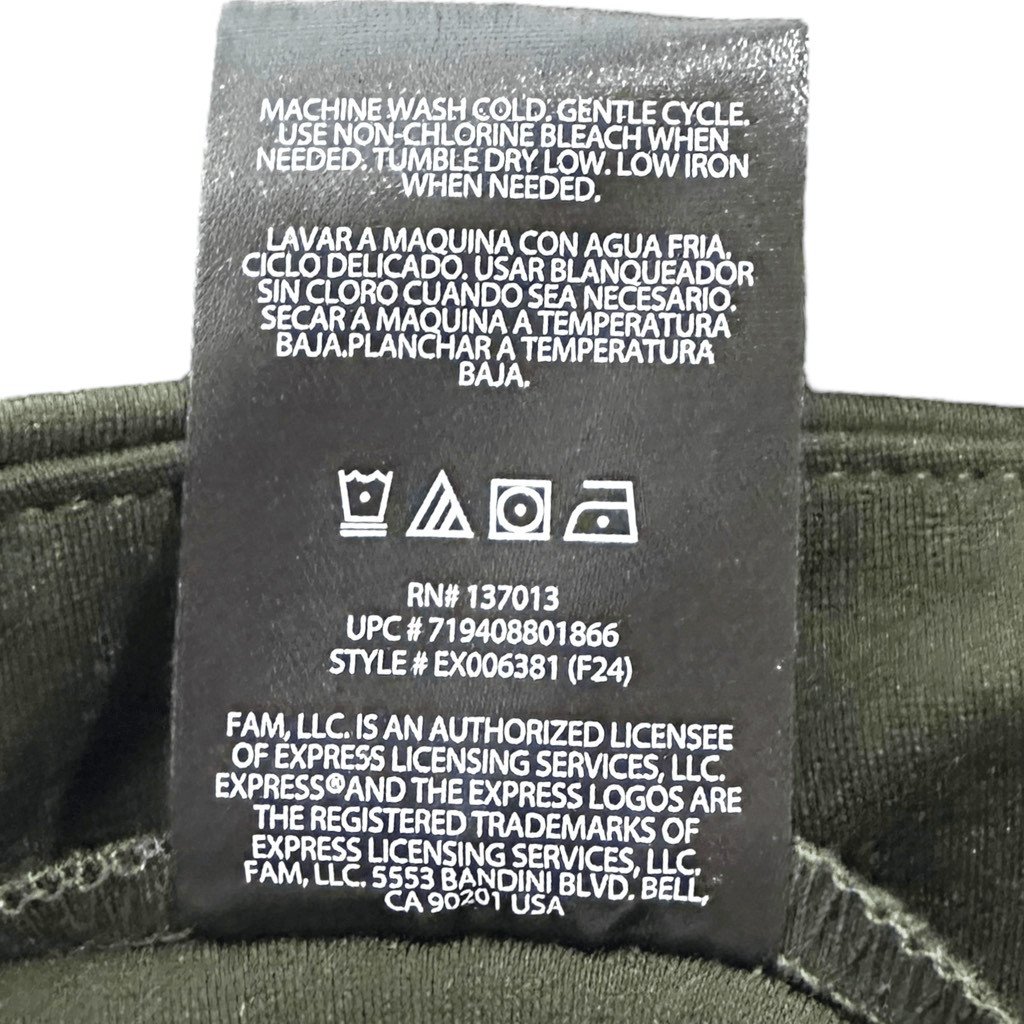 MACHINE WASH COLD. GENTLE CYCLE.
USE NON-CHLORINE BLEACH WHEN
NEEDED. TUMBLE DRY LOW. LOW IRON
WHEN NEEDED.
LAVAR A MAQUINA CON AGUA FRIA.
CICLO DELICADO. USAR BLANQUEADOR
SIN CLORO CUANDO SEA NECESARIO.
SECAR A MAQUINA A TEMPERATURA
BAJA.PLANCHAR A TEMPERATURA
BAJA.
RN# 137013
UPC # 719408801866
STYLE # EX006381 (F24)
FAM, LLC. IS AN AUTHORIZED LICENSEE
OF EXPRESS LICENSING SERVICES, LLC.
EXPRESS® AND THE EXPRESS LOGOS ARE
THE REGISTERED TRADEMARKS OF
EXPRESS LICENSING SERVICES, LLC.
FAM, LLC. 5553 BANDINI BLVD. BELL,
CA 90201 USA